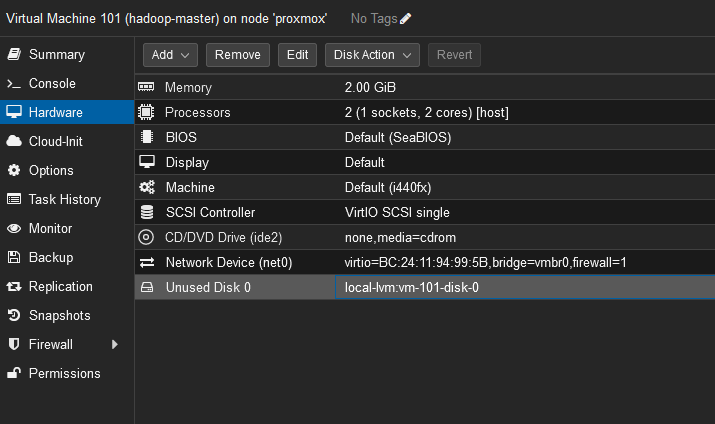 Virtual Machine 101 (hadoop-master) on node 'proxmox' No Tags
Summary
Console
Hardware
Cloud-Init
Options
Task History
Monitor
Backup
Replication
Snapshots
Firewall
Permissions
Add Remove Edit Disk Action Revert
Memory 2.00 GiB
Processors 2 (1 sockets, 2 cores) [host]
BIOS Default (SeaBIOS)
Display Default
Machine Default (i440fx)
SCSI Controller VirtIO SCSI single
CD/DVD Drive (ide2) none,media=cdrom
Network Device (net0) virtio=BC:24:11:94:99:5B,bridge=vmbr0,firewall=1
Unused Disk 0 local-lvm:vm-101-disk-0